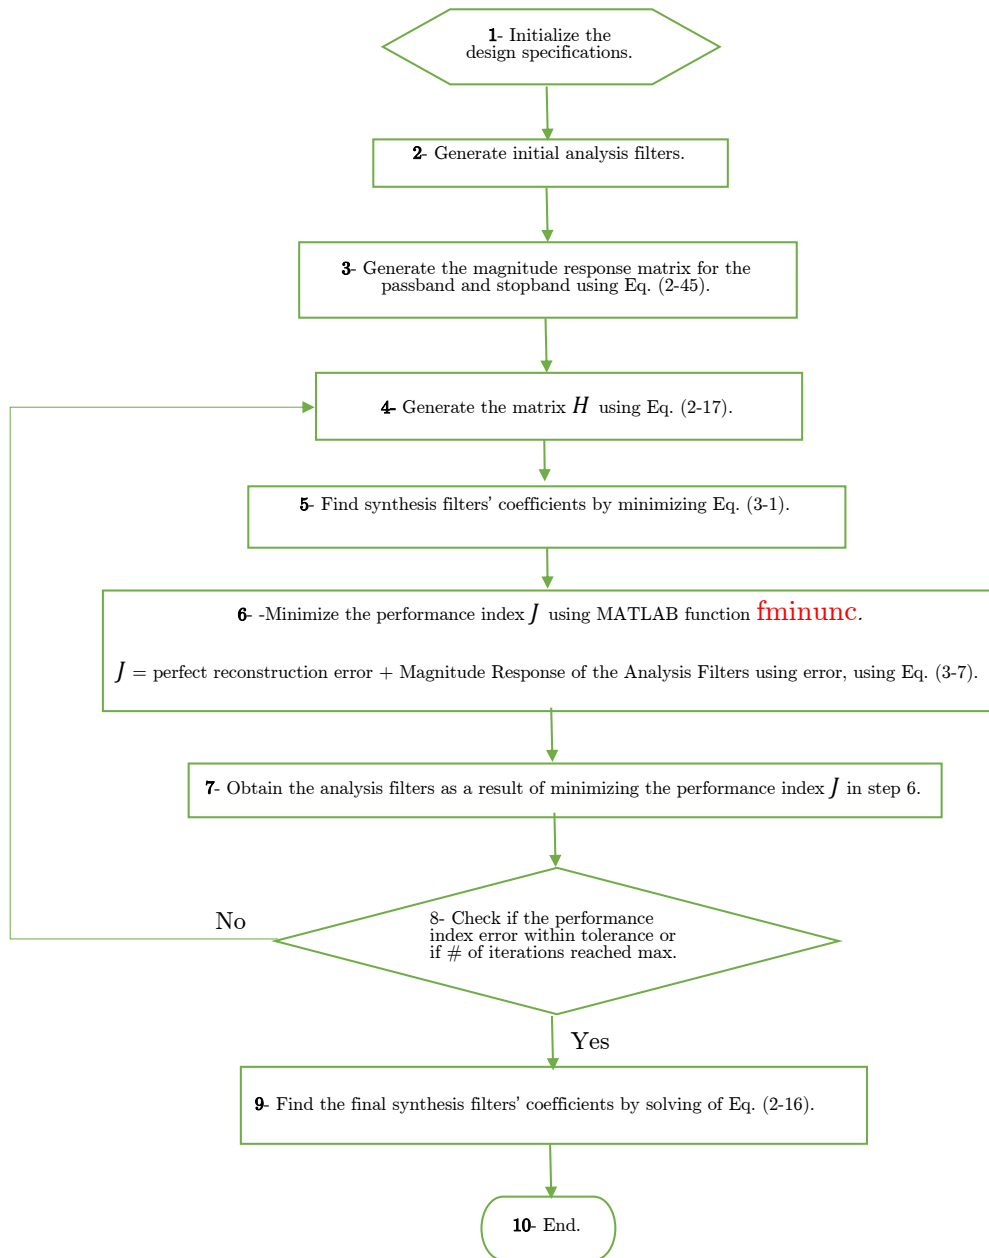 1- Initialize the
design specifications.
2- Generate initial analysis filters.
3- Generate the magnitude response matrix for the
passband and stopband using Eq. (2-45).
4- Generate the matrix H using Eq. (2-17).
5- Find synthesis filters' coefficients by minimizing Eq. (3-1).
6- -Minimize the performance index J using MATLAB function fminunc.
J = perfect reconstruction error + Magnitude Response of the Analysis Filters using error, using Eq. (3-7).
7- Obtain the analysis filters as a result of minimizing the performance index J in step 6.
8- Check if the performance
index error within tolerance or
if # of iterations reached max.
No
Yes
9- Find the final synthesis filters' coefficients by solving of Eq. (2-16).
10- End.